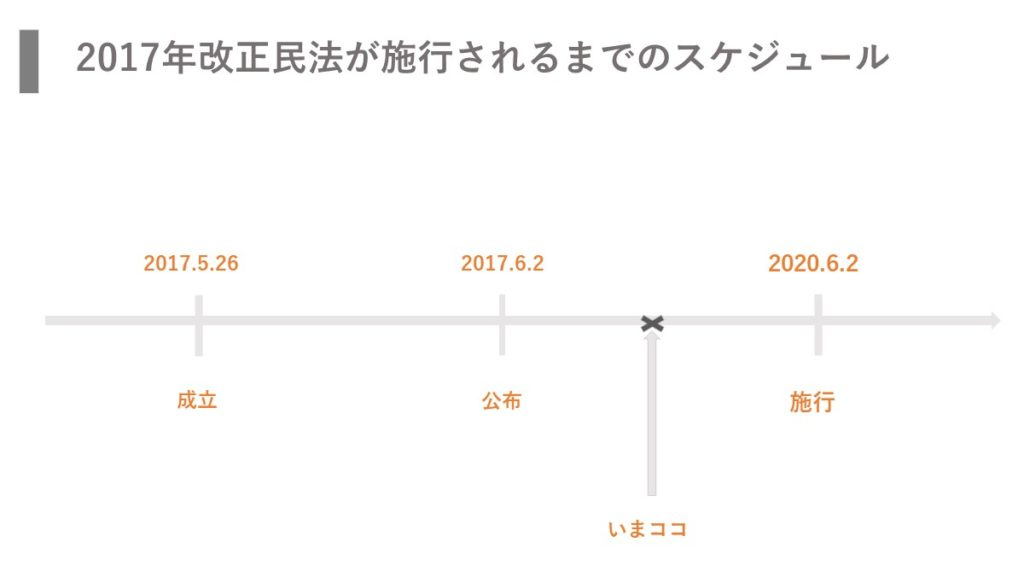 2017年改正民法が施行されるまでのスケジュール
2017.5.26
2017.6.2
2020.6.2
成立
公布
施行
いまココ